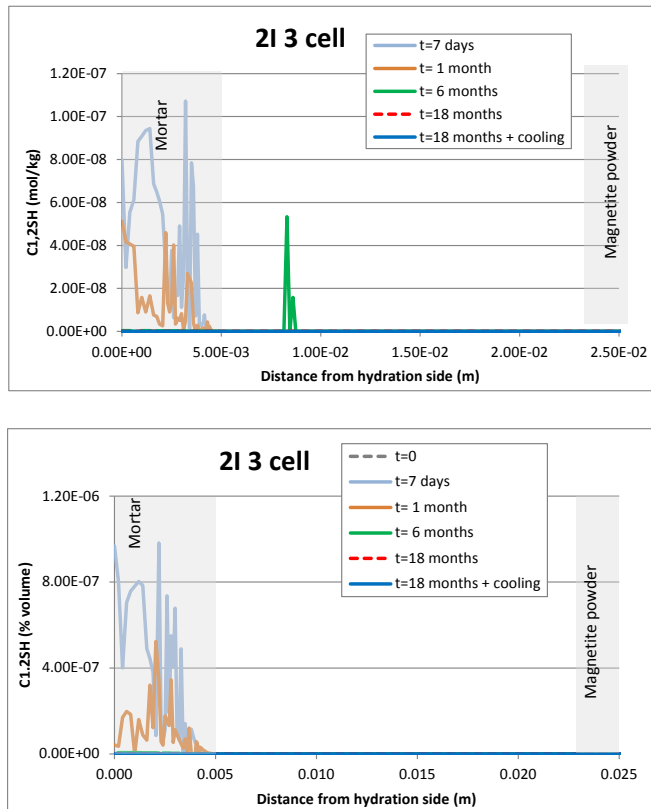 2I 3 cell
t=7 days
t= 1 month
t= 6 months
t=18 months
t=18 months + cooling
1.20E-07
1.00E-07
8.00E-08
6.00E-08
4.00E-08
2.00E-08
0.00E+00
C1,2SH (mol/kg)
Mortar
Magnetite powder
0.00E+00 5.00E-03 1.00E-02 1.50E-02 2.00E-02 2.50E-02
Distance from hydration side (m)
2I 3 cell
t=0
t=7 days
t= 1 month
t= 6 months
t=18 months
t=18 months + cooling
1.20E-06
8.00E-07
4.00E-07
0.00E+00
C1.2SH (% volume)
Mortar
Magnetite powder
0.000 0.005 0.010 0.015 0.020 0.025
Distance from hydration side (m)